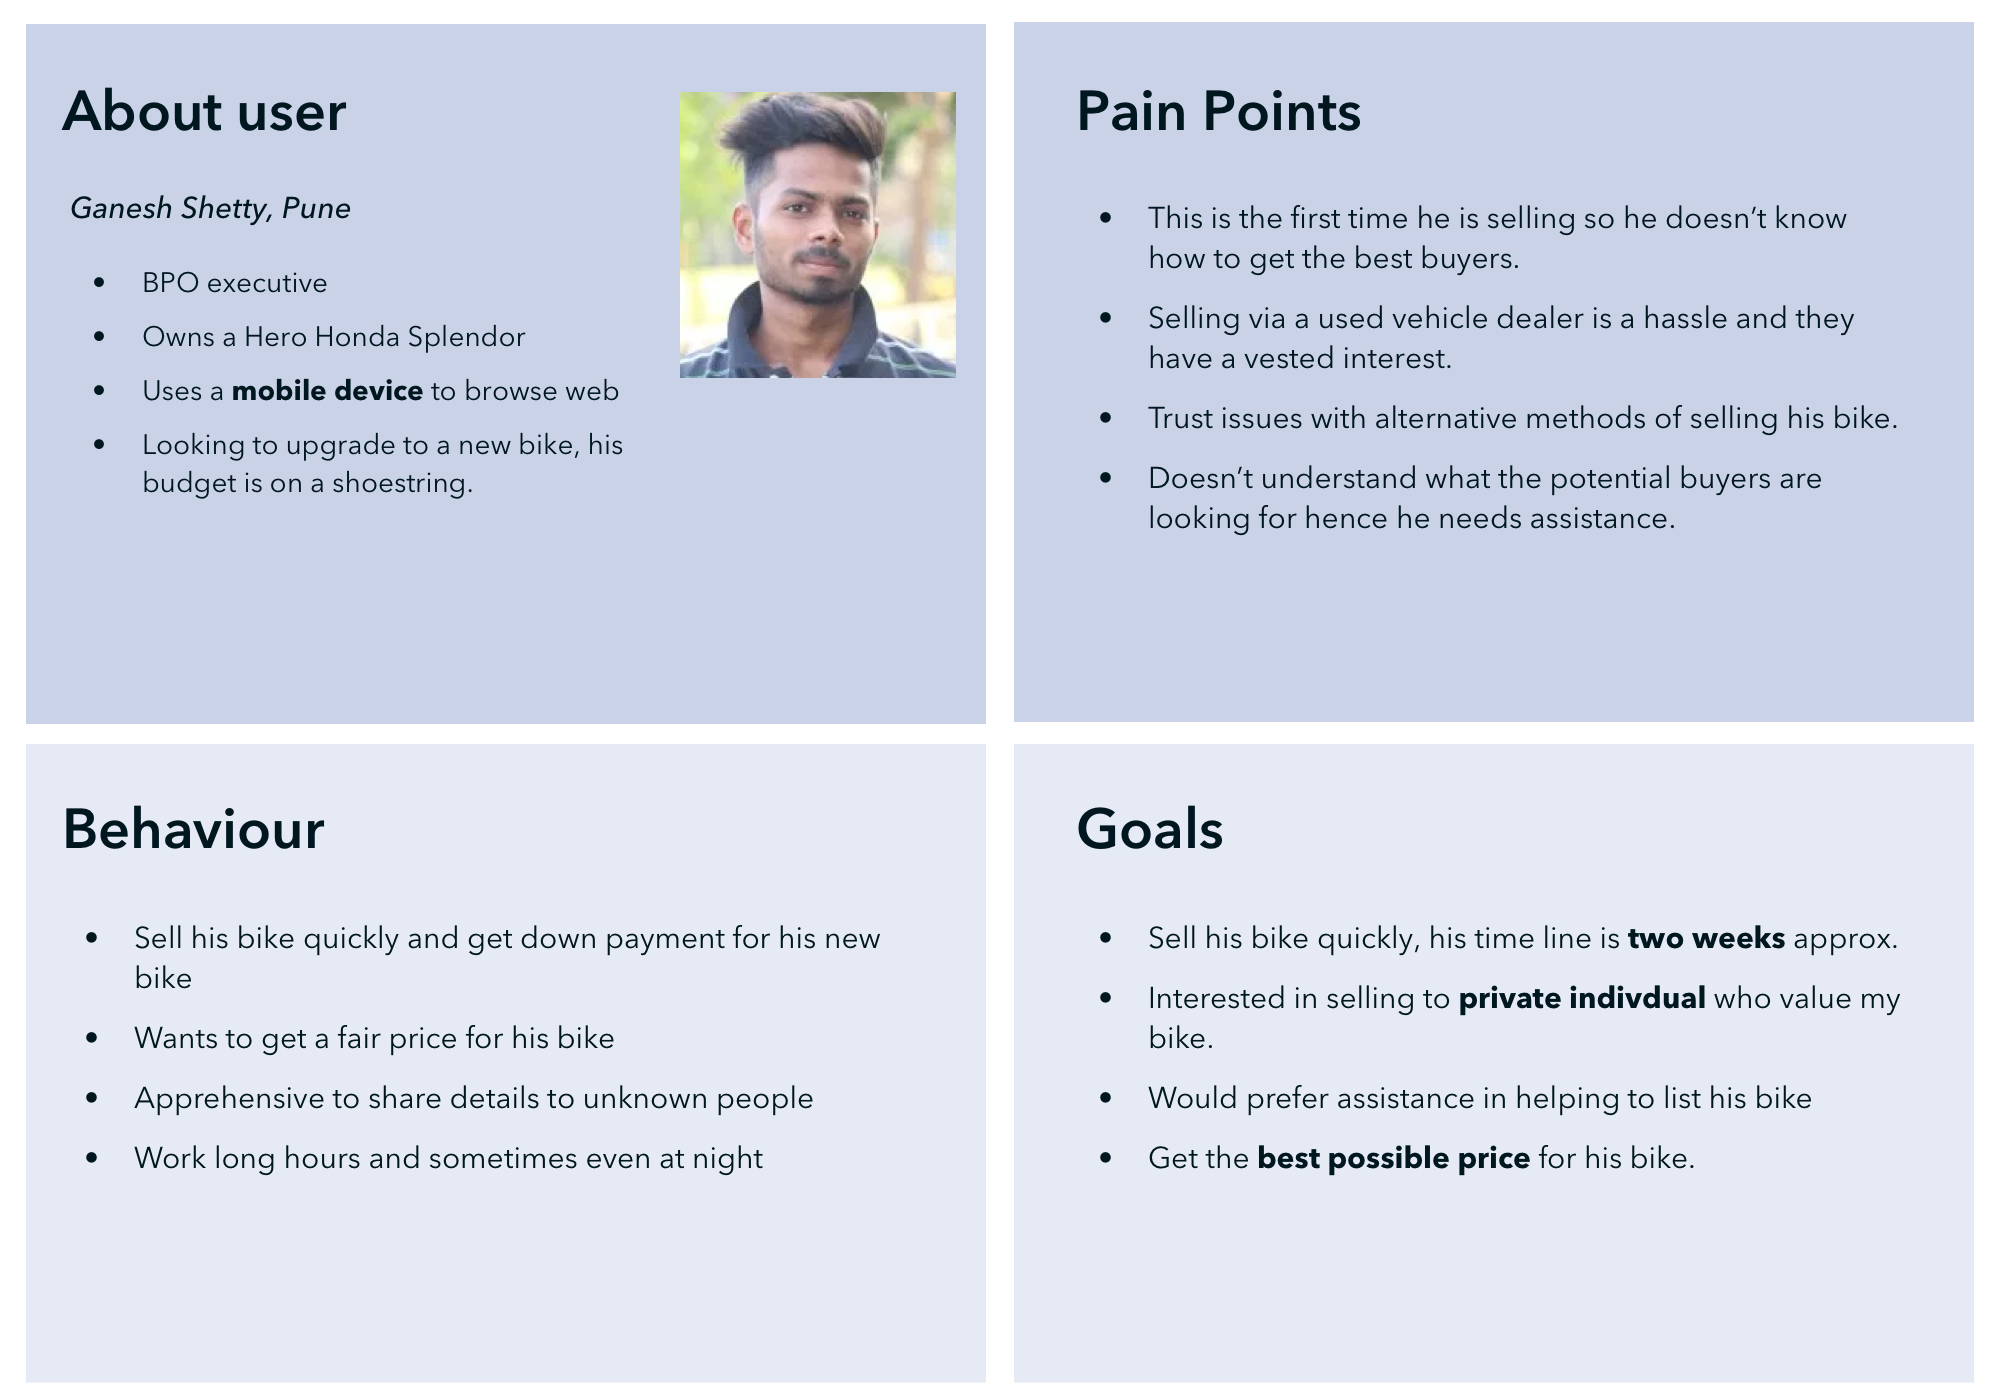 About user
Ganesh Shetty, Pune
• BPO executive
• Owns a Hero Honda Splendor
• Uses a mobile device to browse web
• Looking to upgrade to a new bike, his
budget is on a shoestring.
Pain Points
• This is the first time he is selling so he doesn’t know
how to get the best buyers.
• Selling via a used vehicle dealer is a hassle and they
have a vested interest.
• Trust issues with alternative methods of selling his bike.
• Doesn’t understand what the potential buyers are
looking for hence he needs assistance.
Behaviour
• Sell his bike quickly and get down payment for his new
bike
• Wants to get a fair price for his bike
• Apprehensive to share details to unknown people
• Work long hours and sometimes even at night
Goals
• Sell his bike quickly, his time line is two weeks approx.
• Interested in selling to private indivdual who value my
bike.
• Would prefer assistance in helping to list his bike
• Get the best possible price for his bike.